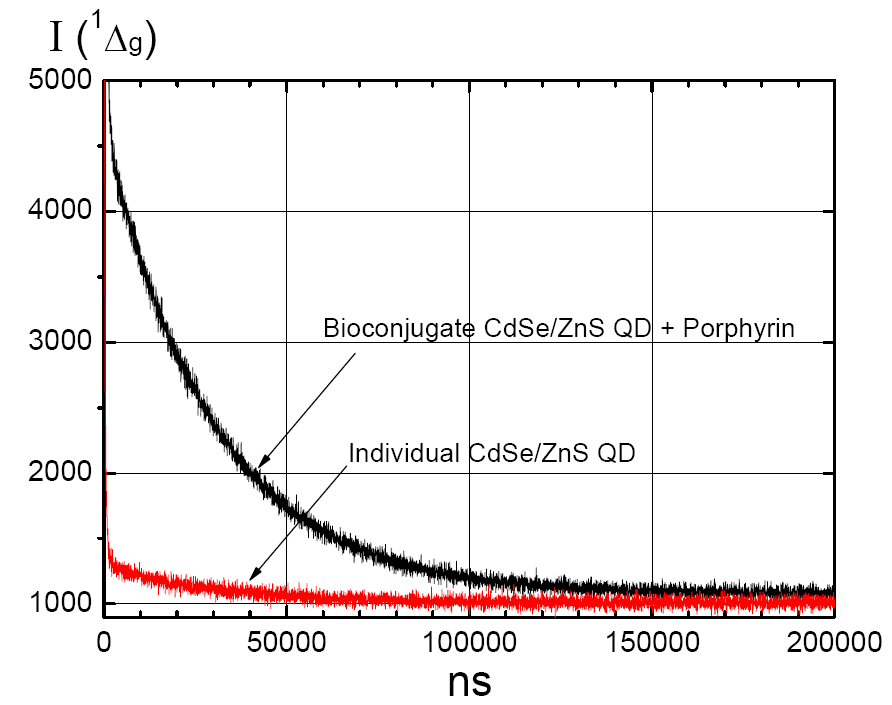 I (¹Δg)
5000
4000
3000
2000
1000
Bioconjugate CdSe/ZnS QD + Porphyrin
Individual CdSe/ZnS QD
0 50000 100000 150000 200000
ns